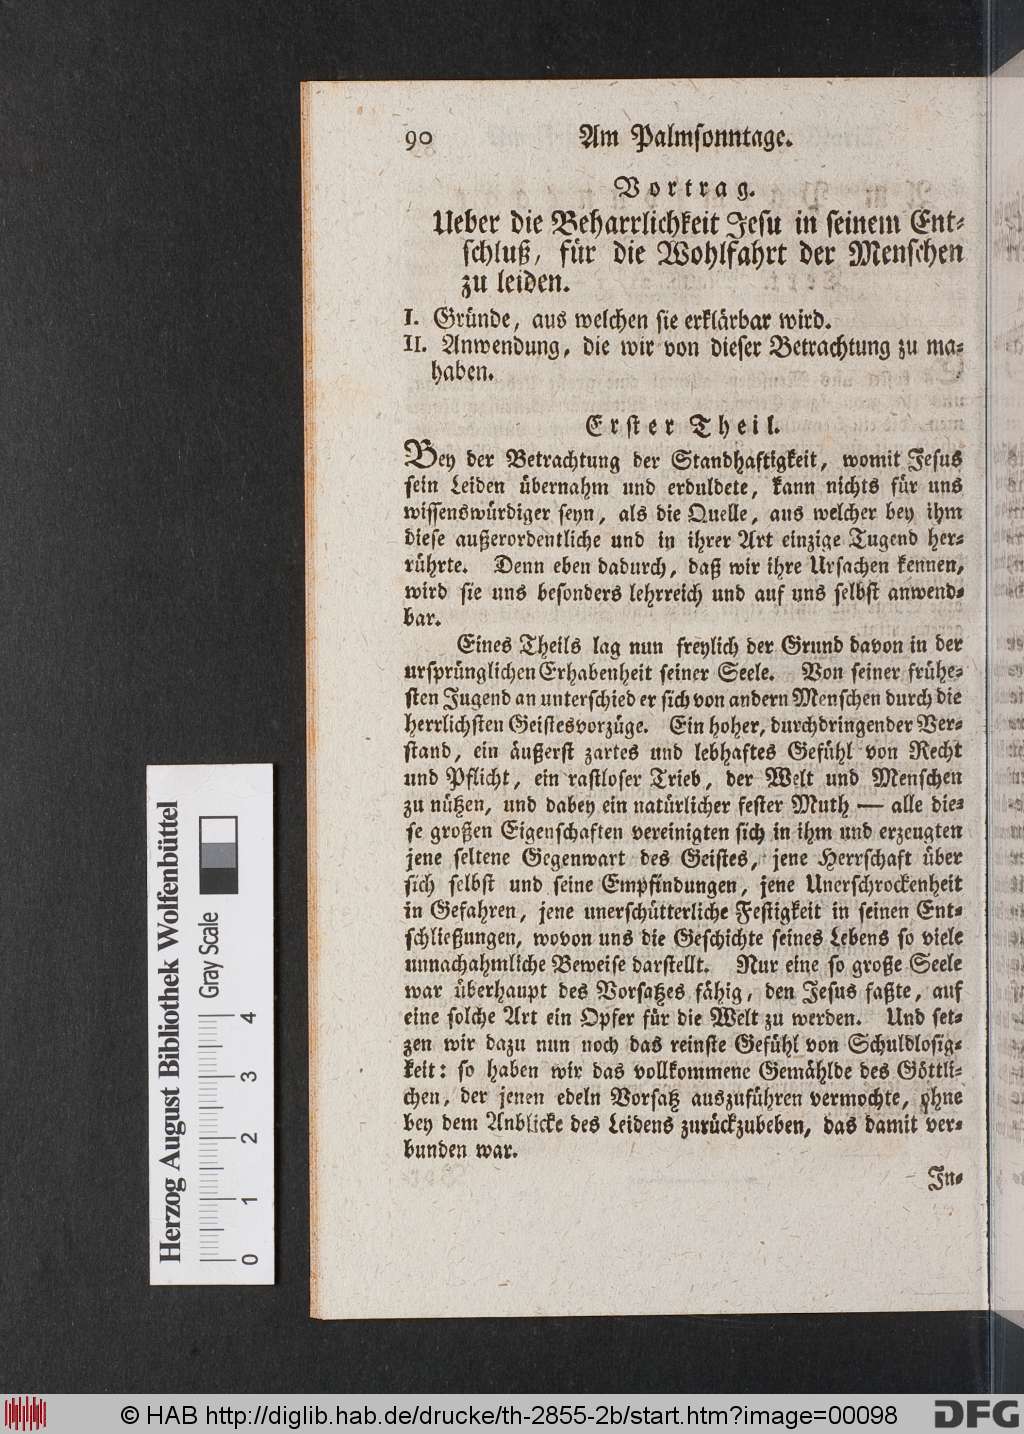 90 Am Palmsonntage.
Vortrag.
Ueber die Beharrlichkeit Jesu in seinem Ent-
schluß, für die Wohlfahrt der Menschen
zu leiden.
I. Gründe, aus welchen sie erklärbar wird.
II. Anwendung, die wir von dieser Betrachtung zu ma-
haben.
Erster Theil.
Bey der Betrachtung der Standhaftigkeit, womit Jesus
sein Leiden übernahm und erduldete, kann nichts für uns
wissenswürdiger seyn, als die Quelle, aus welcher bey ihm
diese außerordentliche und in ihrer Art einzige Tugend her-
rührte. Denn eben dadurch, daß wir ihre Ursachen kennen,
wird sie uns besonders lehrreich und auf uns selbst anwend-
bar.
Eines Theils lag nun freylich der Grund davon in der
ursprünglichen Erhabenheit seiner Seele. Von seiner frühe-
sten Jugend an unterschied er sich von andern Menschen durch die
herrlichsten Geistesvorzüge. Ein hoher, durchdringender Ver-
stand, ein äußerst zartes und lebhaftes Gefühl von Recht
und Pflicht, ein rastloser Trieb, der Welt und Menschen
zu nützen, und dabey ein natürlicher fester Muth — alle die-
se großen Eigenschaften vereinigten sich in ihm und erzeugten
jene seltene Gegenwart des Geistes, jene Herrschaft über
sich selbst und seine Empfindungen, jene Unerschrockenheit
in Gefahren, jene unerschütterliche Festigkeit in seinen Ent-
schließungen, wovon uns die Geschichte seines Lebens so viele
unnachahmliche Beweise darstellt. Nur eine so große Seele
war überhaupt des Vorsatzes fähig, den Jesus faßte, auf
eine solche Art ein Opfer für die Welt zu werden. Und set-
zen wir dazu nun noch das reinste Gefühl von Schuldlosig-
keit: so haben wir das vollkommene Gemählde des Göttli-
chen, der jenen edeln Vorsatz auszuführen vermochte, ohne
bey dem Anblicke des Leidens zurückzubeben, das damit ver-
bunden war.
In-
Herzog August Bibliothek Wolfenbüttel
Gray Scale
0 1 2 3 4
© HAB http://diglib.hab.de/drucke/th-2855-2b/start.htm?image=00098
DFG